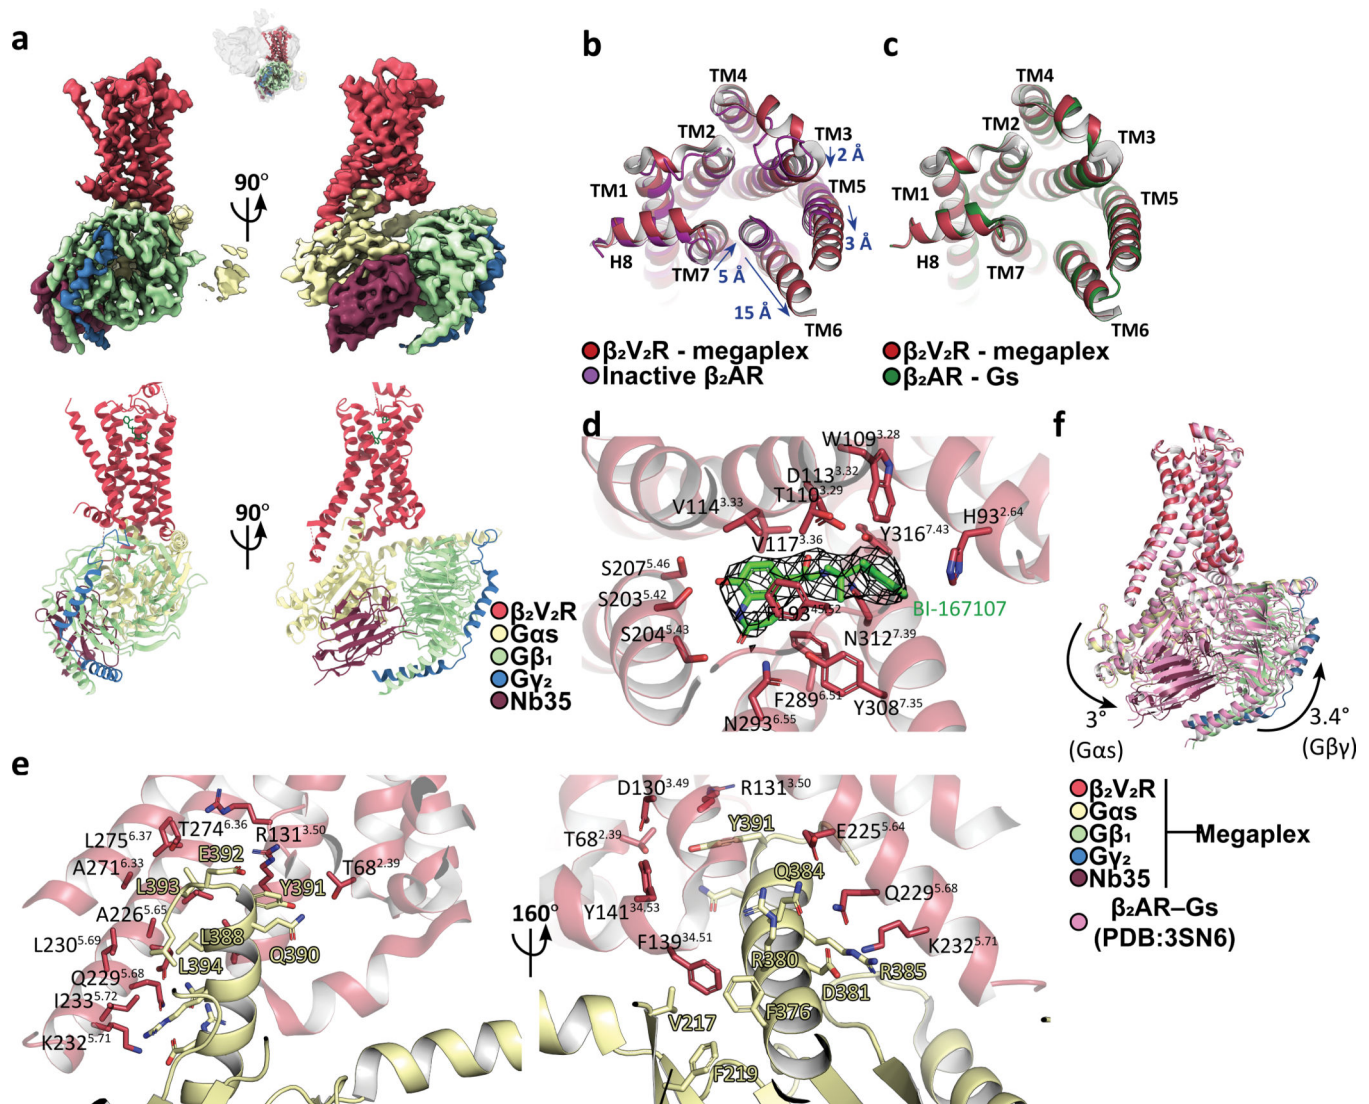 a
90°
90°
β₂V₂R
Gαs
Gβ₁
Gγ₂
Nb35
b
TM4
TM2
TM3
2 Å
TM1
TM5
3 Å
H8
TM7
5 Å
15 Å
TM6
β₂V₂R - megaplex
Inactive β₂AR
c
TM4
TM2
TM3
TM1
TM5
H8
TM7
TM6
β₂V₂R - megaplex
β₂AR - Gs
d
W109³·²⁸
D113³·³²
T110³·²⁹
V114³·³³
H93²·⁶⁴
Y316⁷·⁴³
V117³·³⁶
S207⁵·⁴⁶
S203⁵·⁴²
F193⁴⁵·⁵²
BI-167107
S204⁵·⁴³
N312⁷·³⁹
F289⁶·⁵¹
Y308⁷·³⁵
N293⁶·⁵⁵
f
3°
(Gαs)
3.4°
(Gβγ)
β₂V₂R
Gαs
Gβ₁
Gγ₂
Nb35
Megaplex
β₂AR–Gs
(PDB:3SN6)
e
T274⁶·³⁶
L275⁶·³⁷
R131³·⁵⁰
E392
A271⁶·³³
T68²·³⁹
L393
Y391
A226⁵·⁶⁵
L230⁵·⁶⁹
L388
Q390
L394
Q229⁵·⁶⁸
I233⁵·⁷²
K232⁵·⁷¹
160°
D130³·⁴⁹
R131³·⁵⁰
T68²·³⁹
Y391
E225⁵·⁶⁴
Q384
Q229⁵·⁶⁸
Y141³⁴·⁵³
F139³⁴·⁵¹
K232⁵·⁷¹
R380
R385
D381
V217
F376
F219